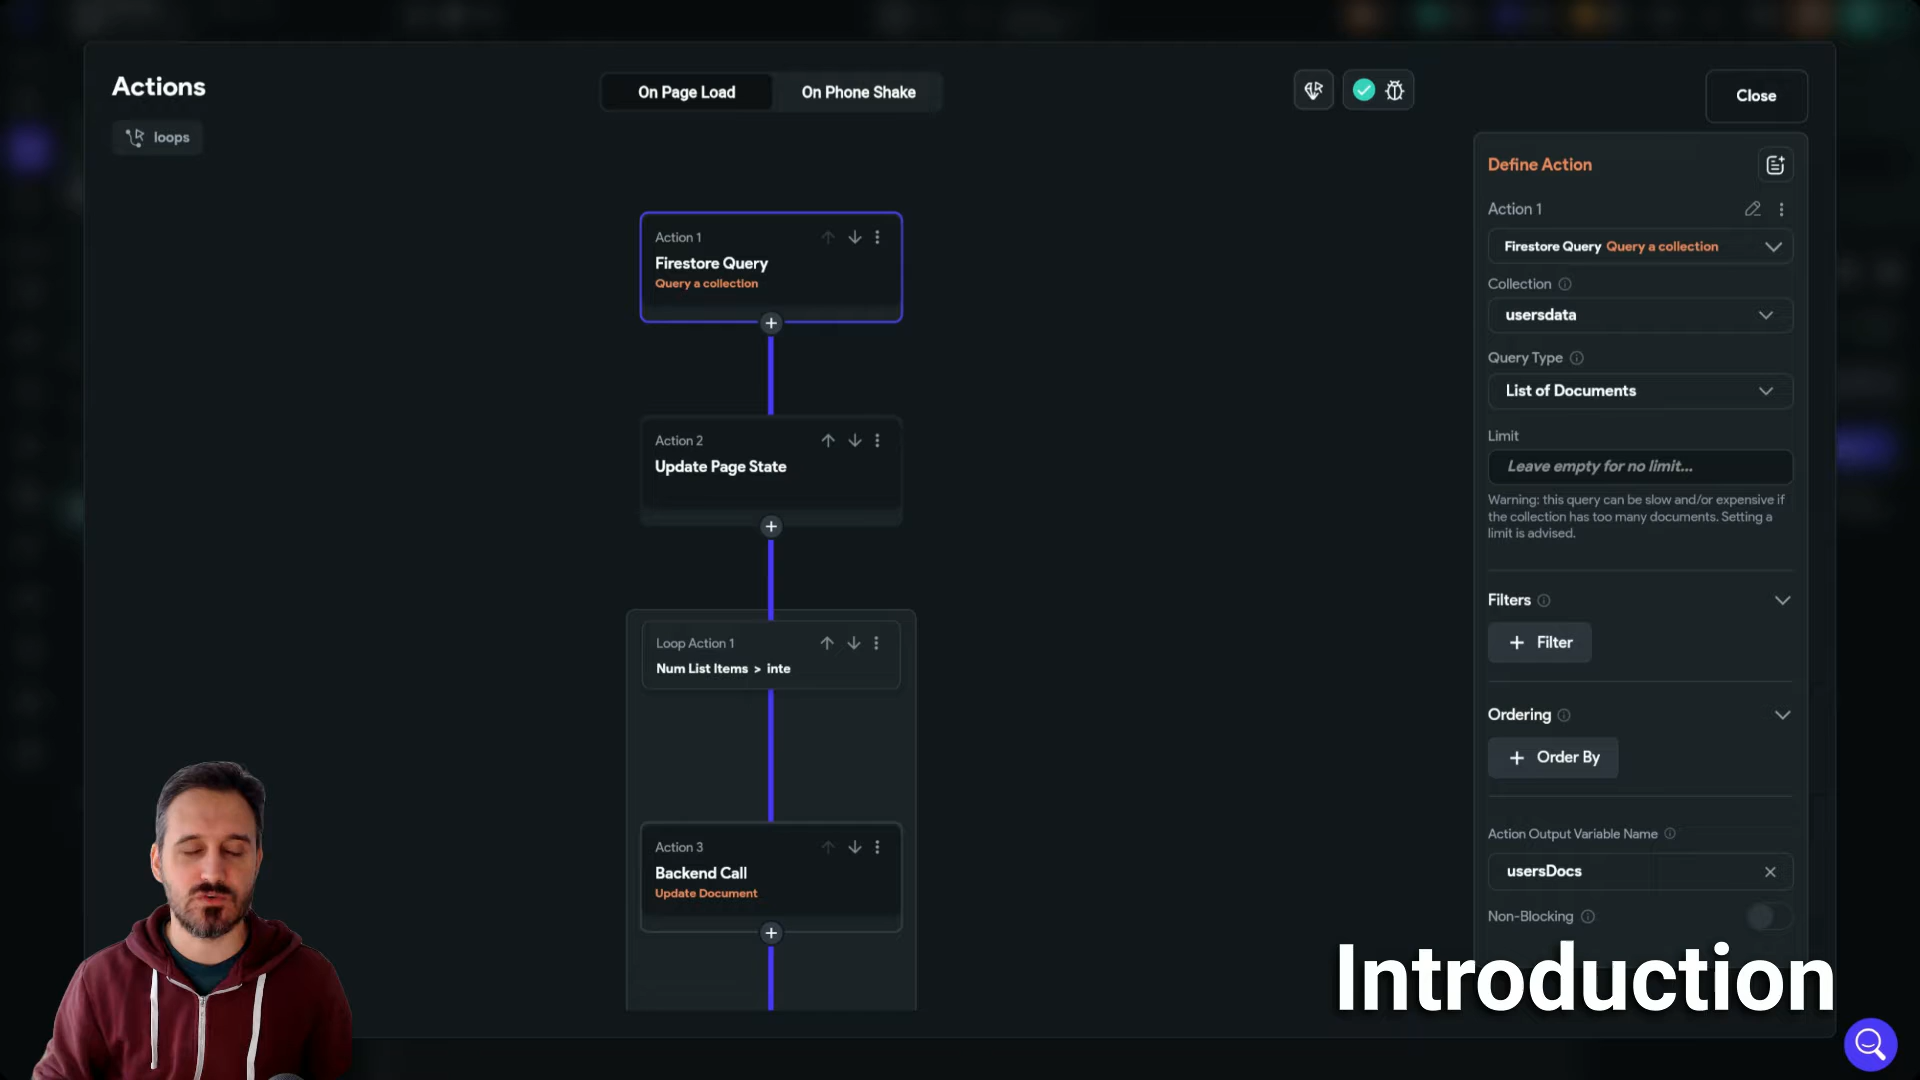 Actions
On Page Load
On Phone Shake
Close
loops
Define Action
Action 1
Firestore Query Query a collection
Collection
usersdata
Query Type
List of Documents
Limit
Leave empty for no limit...
Warning: this query can be slow and/or expensive if
the collection has too many documents. Setting a
limit is advised.
Filters
+ Filter
Ordering
+ Order By
Action Output Variable Name
usersDocs
Non-Blocking
Action 1
Firestore Query
Query a collection
Action 2
Update Page State
Loop Action 1
Num List Items > inte
Action 3
Backend Call
Update Document
Introduction